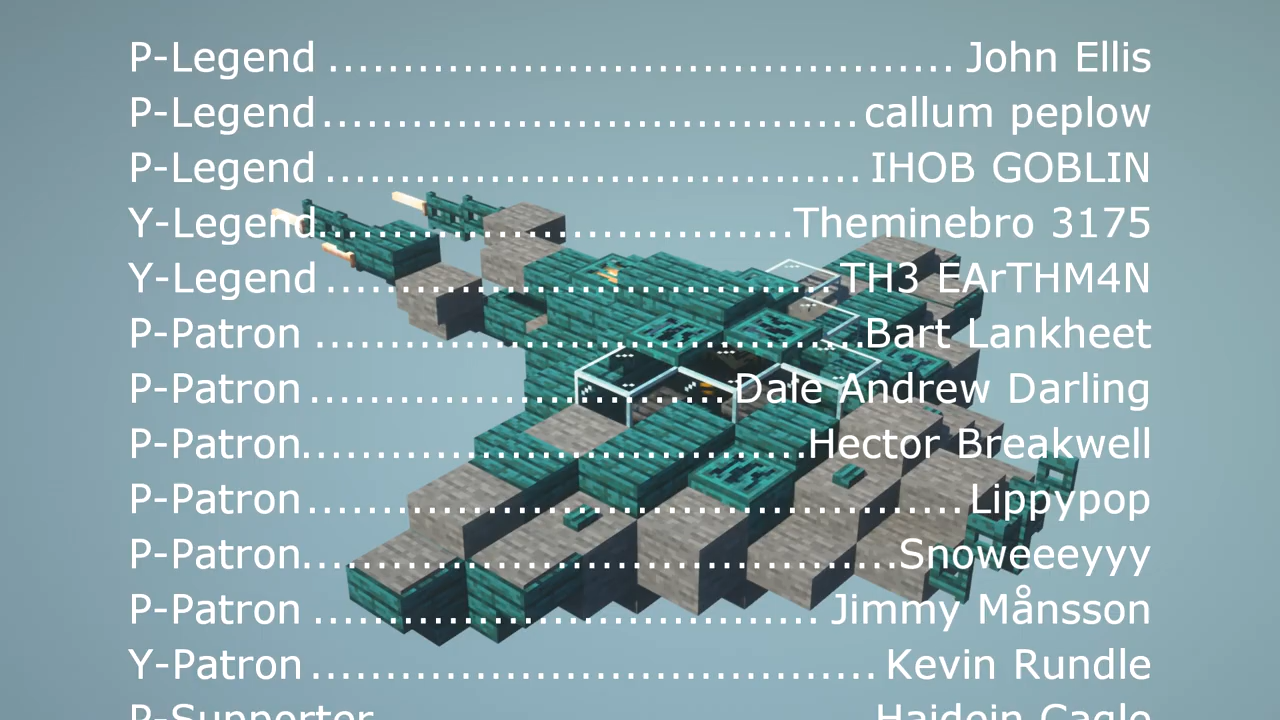 P-Legend ................................................ John Ellis
P-Legend ......................................... callum peplow
P-Legend ......................................... IHOB GOBLIN
Y-Legend.....................................Theminebro 3175
Y-Legend .......................................TH3 EArTHM4N
P-Patron ...........................................Bart Lankheet
P-Patron ................................Dale Andrew Darling
P-Patron.......................................Hector Breakwell
P-Patron ................................................... Lippypop
P-Patron..............................................Snoweeeyyy
P-Patron ....................................... Jimmy Månsson
Y-Patron ............................................ Kevin Rundle
P-Supporter